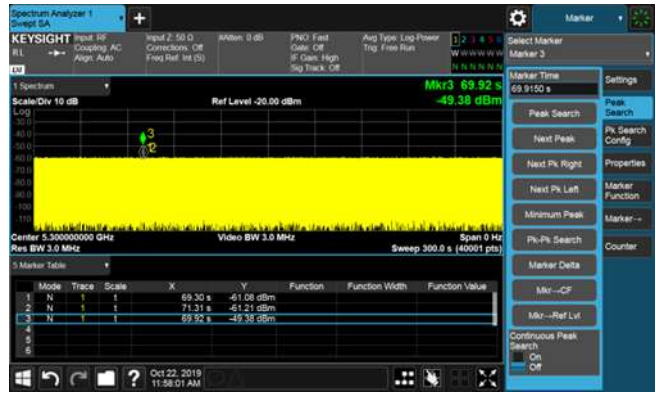 Spectrum Analyzer 1
Swept SA
+
Marker
KEYSIGHT
Input: RF
Input Z: 50 Ω
#Atten: 0 dB
PNO: Fast
Avg Type: Log-Power
1 2 3 4 5 6
Select Marker
RL
Coupling: AC
Corrections: Off
Gate: Off
Trig: Free Run
Marker 3
Align: Auto
Freq Ref: Int (S)
IF Gain: High
W W W W W W
Sig Track: Off
N N N N N N
1 Spectrum
Mkr3 69.92 s
Marker Time
Settings
Scale/Div 10 dB
Ref Level -20.00 dBm
-49.38 dBm
69.9150 s
Log
Peak Search
Peak Search
-30.0
-40.0
3
Next Peak
Pk Search Config
-50.0
-60.0
Next Pk Right
Properties
-70.0
-80.0
Next Pk Left
Marker Function
-90.0
-100
Minimum Peak
Marker→
-110
Center 5.300000000 GHz
Video BW 3.0 MHz
Span 0 Hz
Pk-Pk Search
Counter
Res BW 3.0 MHz
Sweep 300.0 s (40001 pts)
5 Marker Table
Marker Delta
Mode Trace Scale X Y Function Function Width Function Value
Mkr→CF
1 N 1 t 69.30 s -61.08 dBm
2 N 1 t 71.31 s -61.21 dBm
3 N 1 t 69.92 s -49.38 dBm
Mkr→Ref Lvl
4
5
6
Continuous Peak Search
On
Off
?
Oct 22, 2019
11:58:01 AM